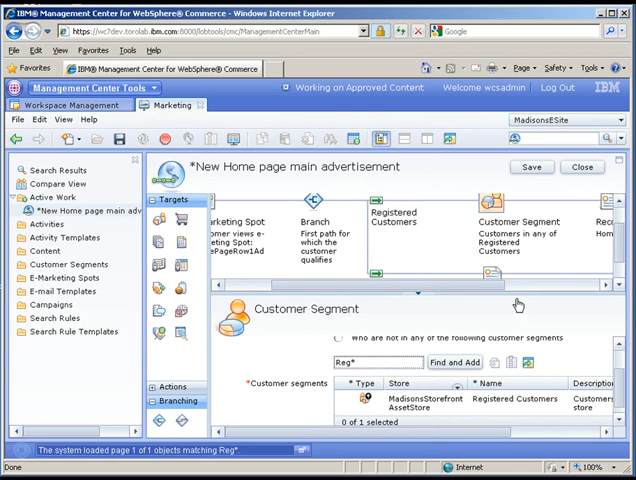 IBM® Management Center for WebSphere® Commerce - Windows Internet Explorer
https://wc7dev.torolab.ibm.com:8000/lobtools/cmc/ManagementCenterMain
Google
File Edit View Favorites Tools Help
Favorites
IBM® Management Center for WebSphere® Commerce
Page Safety Tools
Management Center Tools
Working on Approved Content
Welcome wcsadmin
Log Out
IBM
Workspace Management
Marketing
File Edit View Help
MadisonsESite
Search Results
Compare View
Active Work
*New Home page main adv
Activities
Activity Templates
Content
Customer Segments
E-Marketing Spots
E-mail Templates
Campaigns
Search Rules
Search Rule Templates
*New Home page main advertisement
Save
Close
Targets
Actions
Branching
arketing Spot
omer views e-
eting Spot:
ePageRow1Ad
Branch
First path for
which the
customer
qualifies
Registered
Customers
Customer Segment
Customers in any of
Registered
Customers
Reco
Hom
Customer Segment
Who are not in any of the following customer segments
Reg*
Find and Add
*Customer segments
* Type
Store
* Name
Description
MadisonsStorefront
AssetStore
Registered Customers
Customers
store
0 of 1 selected
The system loaded page 1 of 1 objects matching Reg*.
Done
Internet
100%